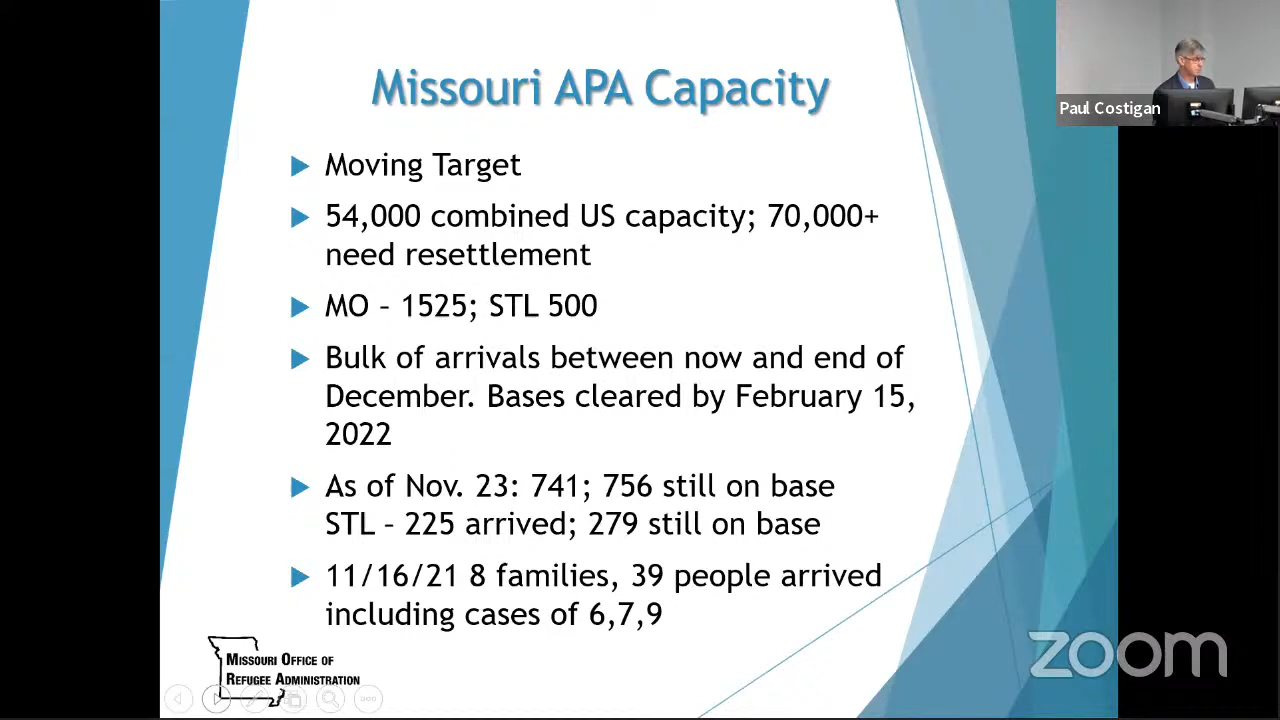 Missouri APA Capacity
Paul Costigan
Moving Target
54,000 combined US capacity; 70,000+
need resettlement
MO – 1525; STL 500
Bulk of arrivals between now and end of
December. Bases cleared by February 15,
2022
As of Nov. 23: 741; 756 still on base
STL – 225 arrived; 279 still on base
11/16/21 8 families, 39 people arrived
including cases of 6,7,9
MISSOURI OFFICE OF
REFUGEE ADMINISTRATION
zoom